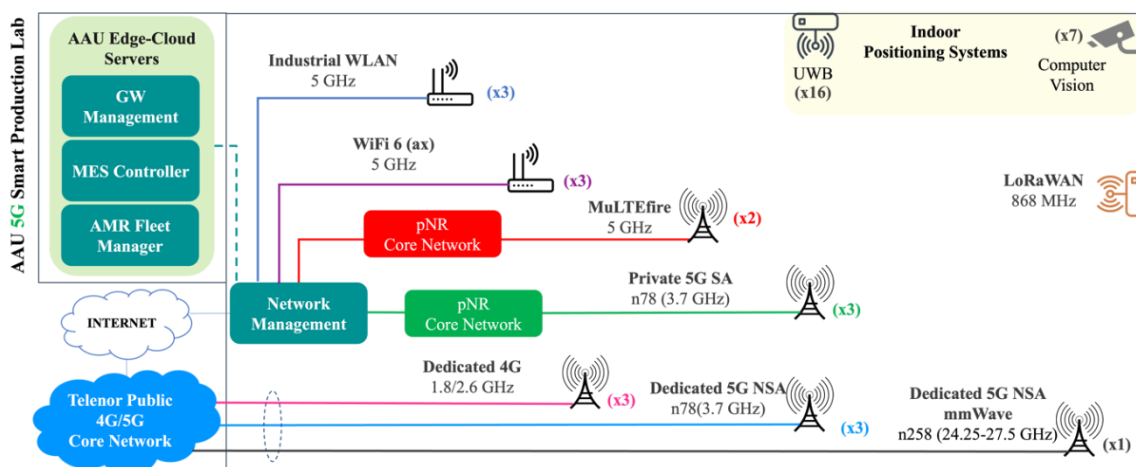 AAU 5G Smart Production Lab
AAU Edge-Cloud
Servers
GW
Management
MES Controller
AMR Fleet
Manager
INTERNET
Telenor Public
4G/5G
Core Network
Network
Management
Industrial WLAN
5 GHz
(x3)
WiFi 6 (ax)
5 GHz
(x3)
pNR
Core Network
MuLTEfire
5 GHz
(x2)
pNR
Core Network
Private 5G SA
n78 (3.7 GHz)
(x3)
Dedicated 4G
1.8/2.6 GHz
(x3)
Dedicated 5G NSA
n78(3.7 GHz)
(x3)
Dedicated 5G NSA
mmWave
n258 (24.25-27.5 GHz)
(x1)
UWB
(x16)
Indoor
Positioning Systems
(x7)
Computer
Vision
LoRaWAN
868 MHz